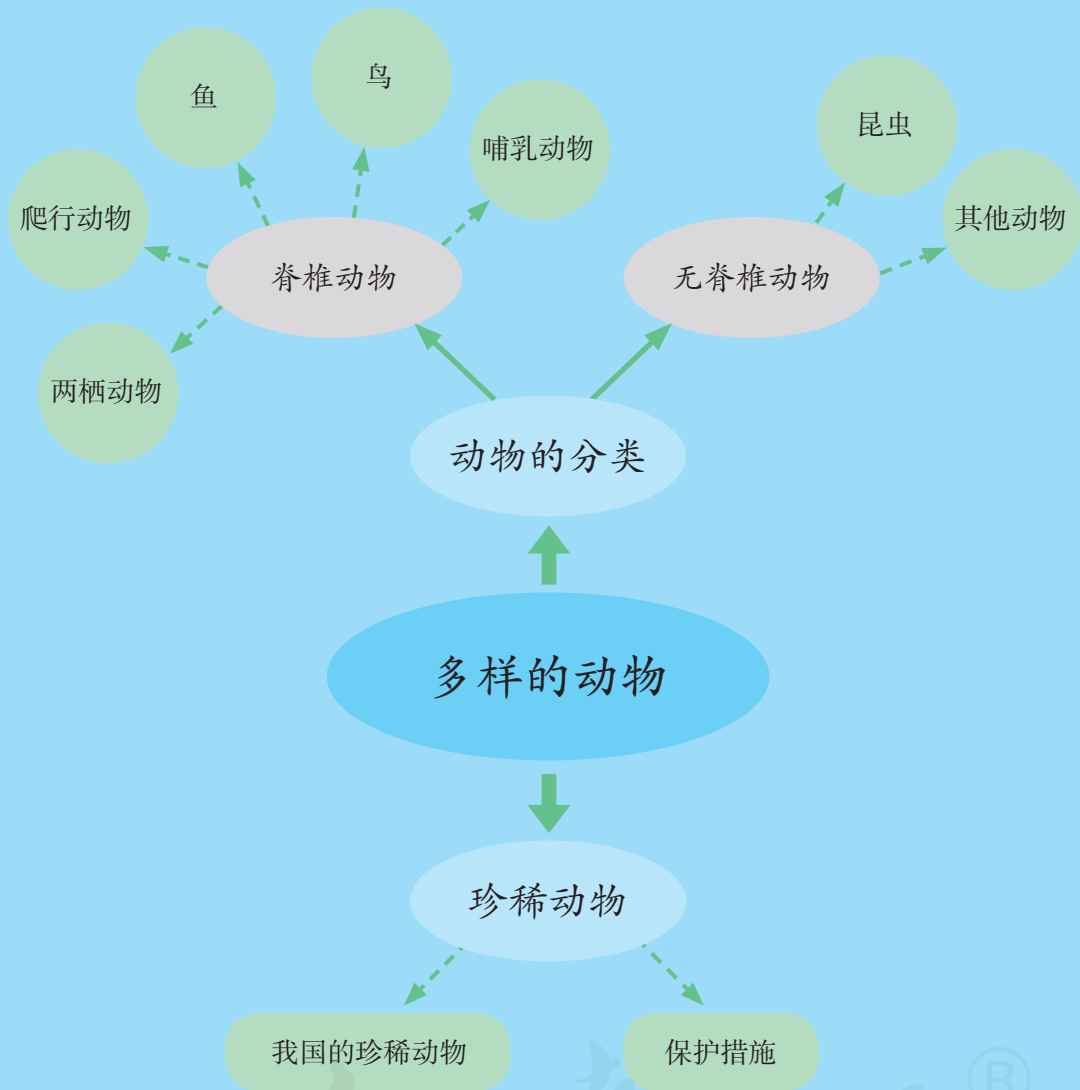 鸟
鱼
昆虫
哺乳动物
爬行动物
其他动物
脊椎动物
无脊椎动物
两栖动物
动物的分类
多样的动物
珍稀动物
我国的珍稀动物
保护措施
®